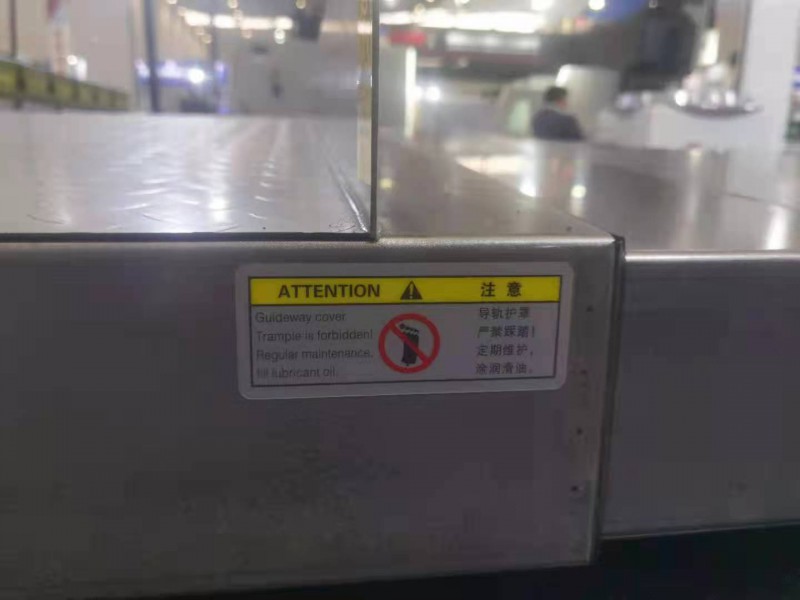 ATTENTION 注意
Guideway cover
Trample is forbidden!
Regular maintenance,
fill lubricant oil.
导轨护罩
严禁踩踏！
定期维护，
涂润滑油。